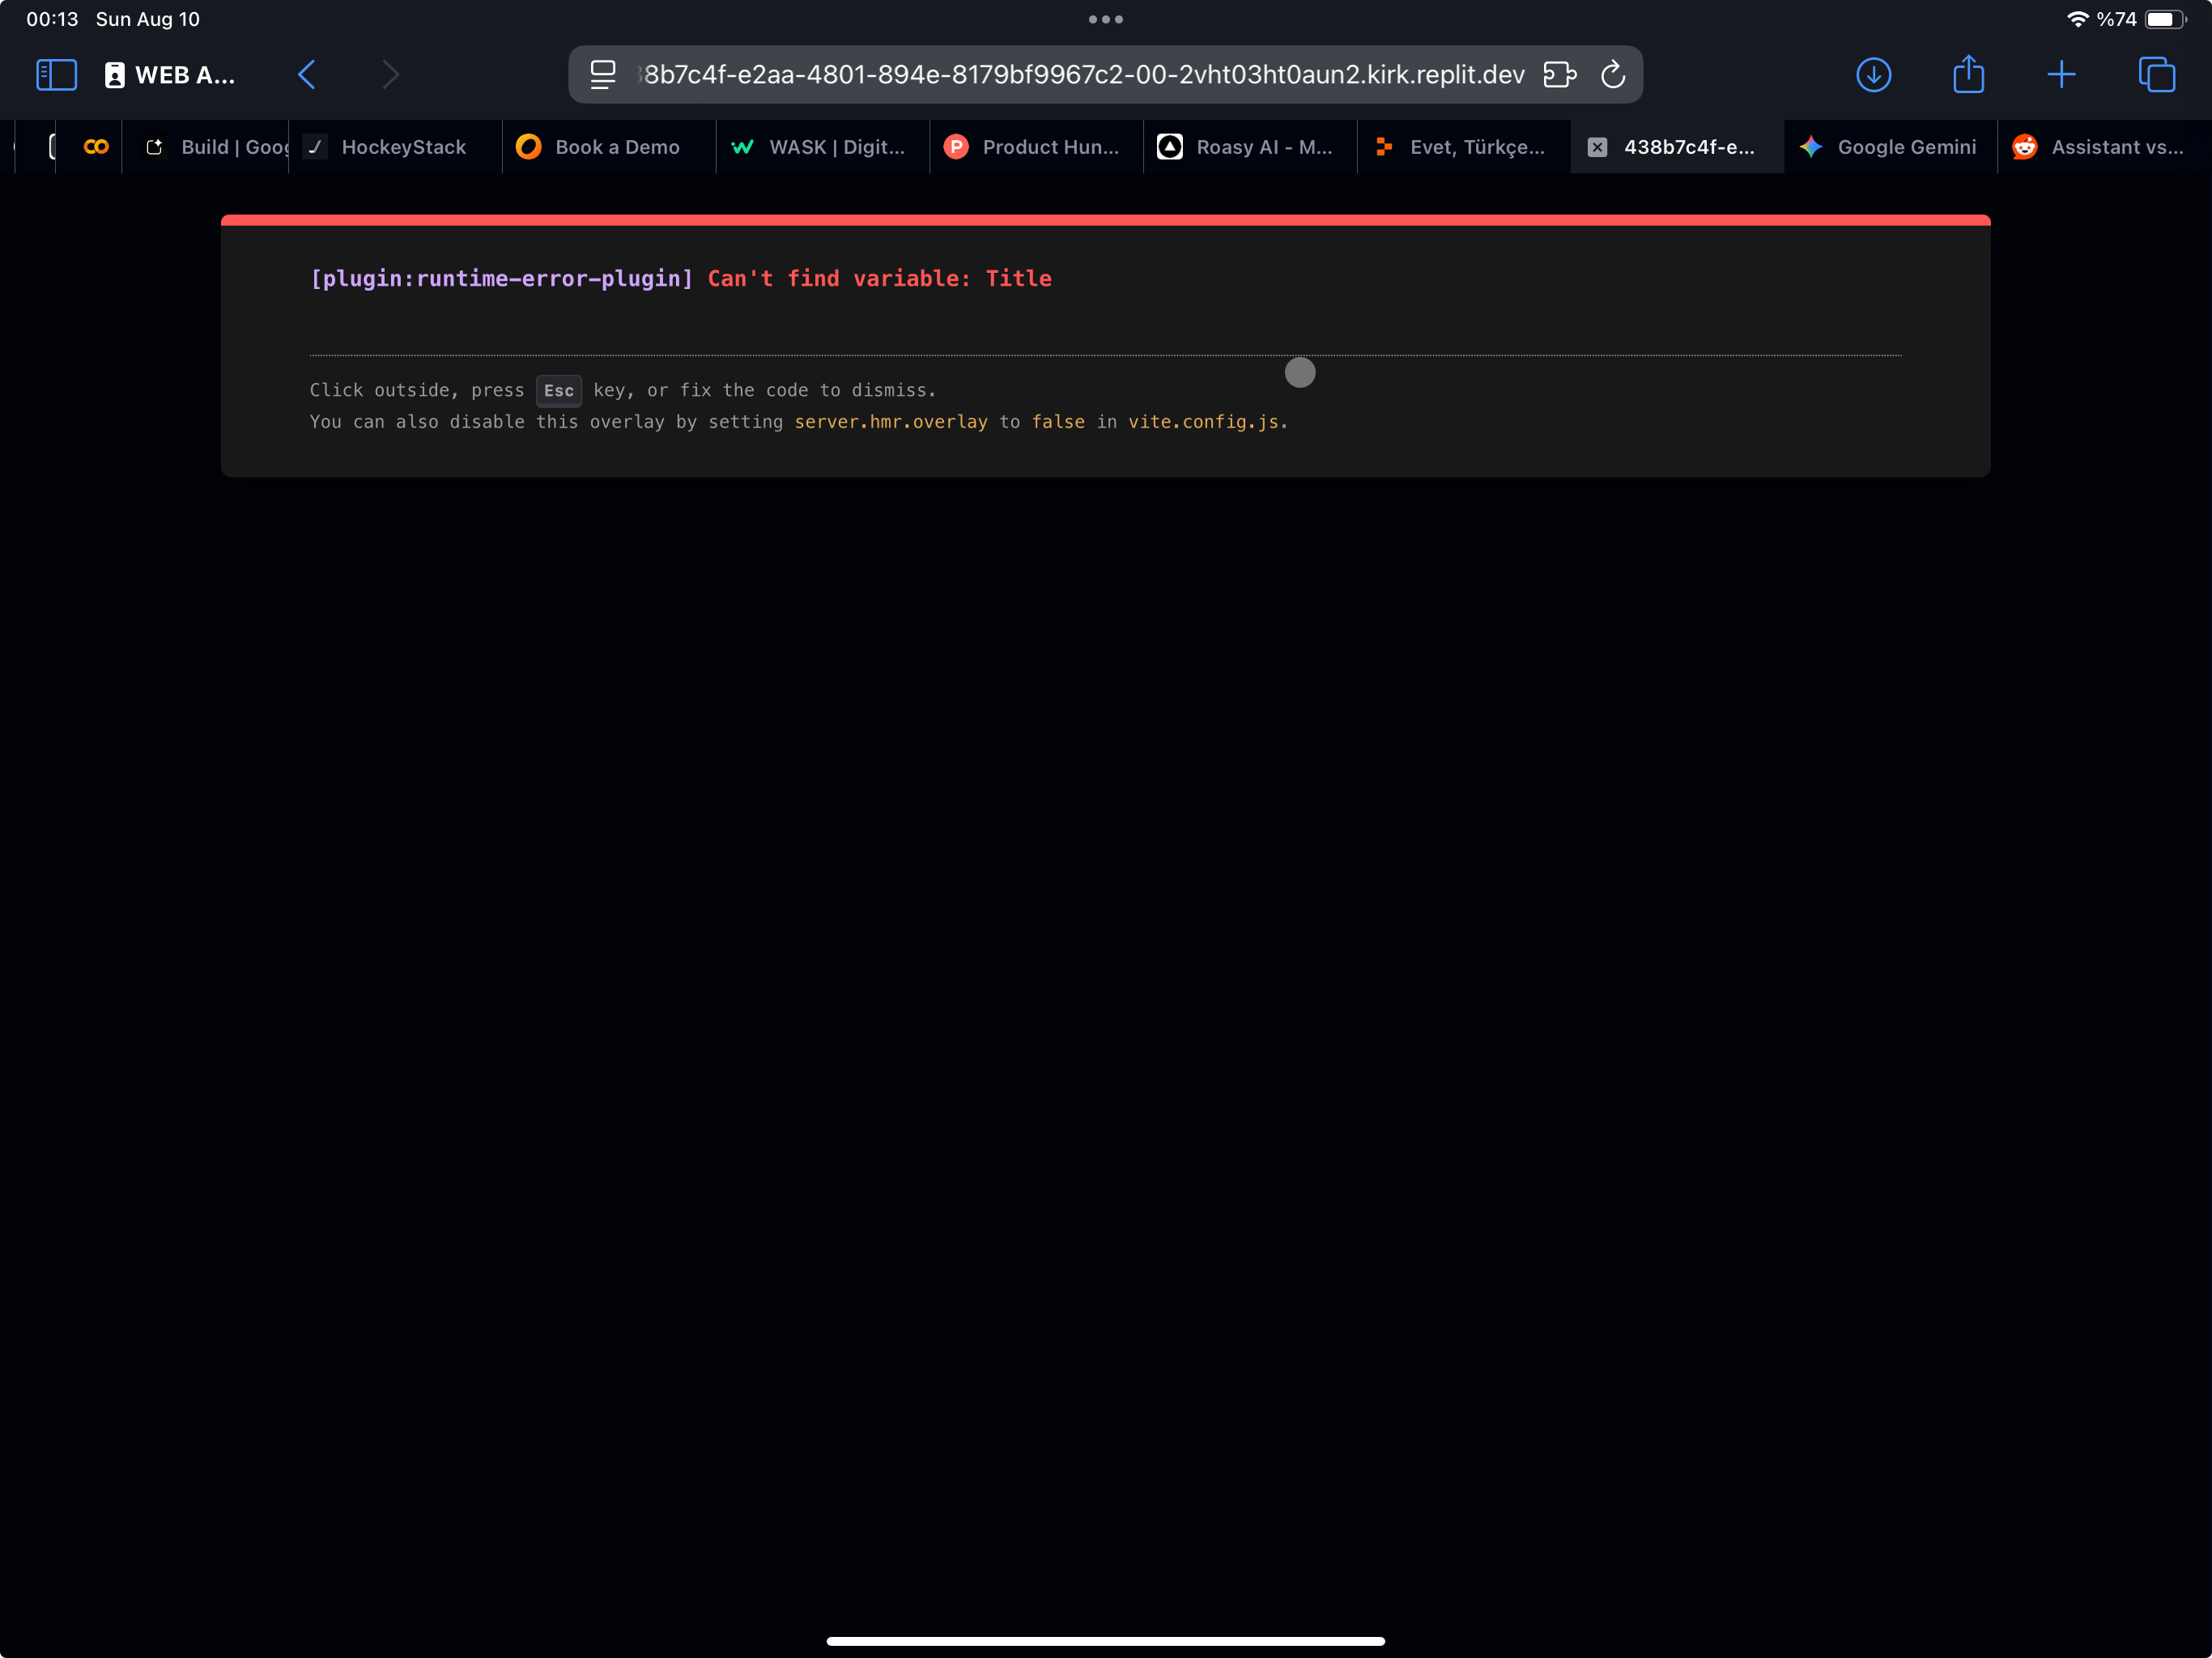 00:13 Sun Aug 10
%74
WEB A...
8b7c4f-e2aa-4801-894e-8179bf9967c2-00-2vht03ht0aun2.kirk.replit.dev
Build | Goog
HockeyStack
Book a Demo
WASK | Digit...
Product Hun...
Roasy AI - M...
Evet, Türkçe...
438b7c4f-e...
Google Gemini
Assistant vs...
[plugin:runtime-error-plugin] Can't find variable: Title
Click outside, press Esc key, or fix the code to dismiss.
You can also disable this overlay by setting server.hmr.overlay to false in vite.config.js.